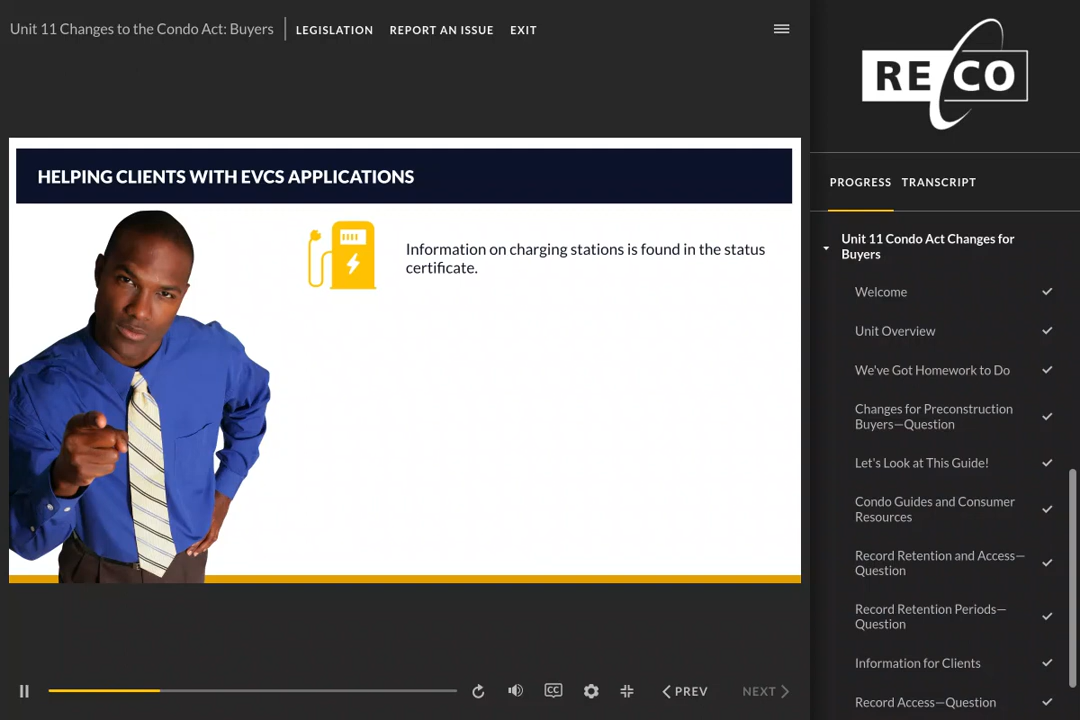 Unit 11 Changes to the Condo Act: Buyers
LEGISLATION
REPORT AN ISSUE
EXIT
RECO
HELPING CLIENTS WITH EVCS APPLICATIONS
Information on charging stations is found in the status
certificate.
PROGRESS
TRANSCRIPT
Unit 11 Condo Act Changes for
Buyers
Welcome
Unit Overview
We've Got Homework to Do
Changes for Preconstruction
Buyers—Question
Let's Look at This Guide!
Condo Guides and Consumer
Resources
Record Retention and Access—
Question
Record Retention Periods—
Question
Information for Clients
Record Access—Question
CC
PREV
NEXT